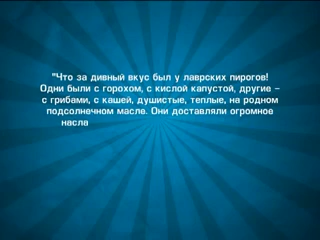 "Что за дивный вкус был у лаврских пирогов!
Одни были с горохом, с кислой капустой, другие –
с грибами, с кашей, душистые, теплые, на родном
подсолнечном масле. Они доставляли огромное
насла